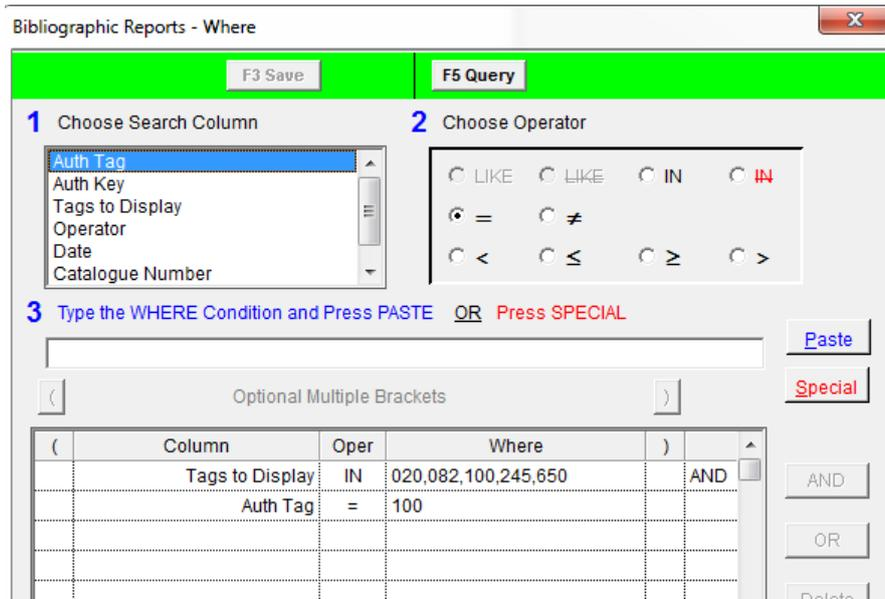 Bibliographic Reports - Where
F3 Save F5 Query
1 Choose Search Column 2 Choose Operator
Auth Tag
Auth Key
Tags to Display
Operator
Date
Catalogue Number
LIKE LIKE IN IN
= ≠
< ≤ ≥ >
3 Type the WHERE Condition and Press PASTE OR Press SPECIAL
Paste
Special
( Optional Multiple Brackets )
( Column Oper Where )
Tags to Display IN 020,082,100,245,650 AND
Auth Tag = 100
AND
OR
Delete